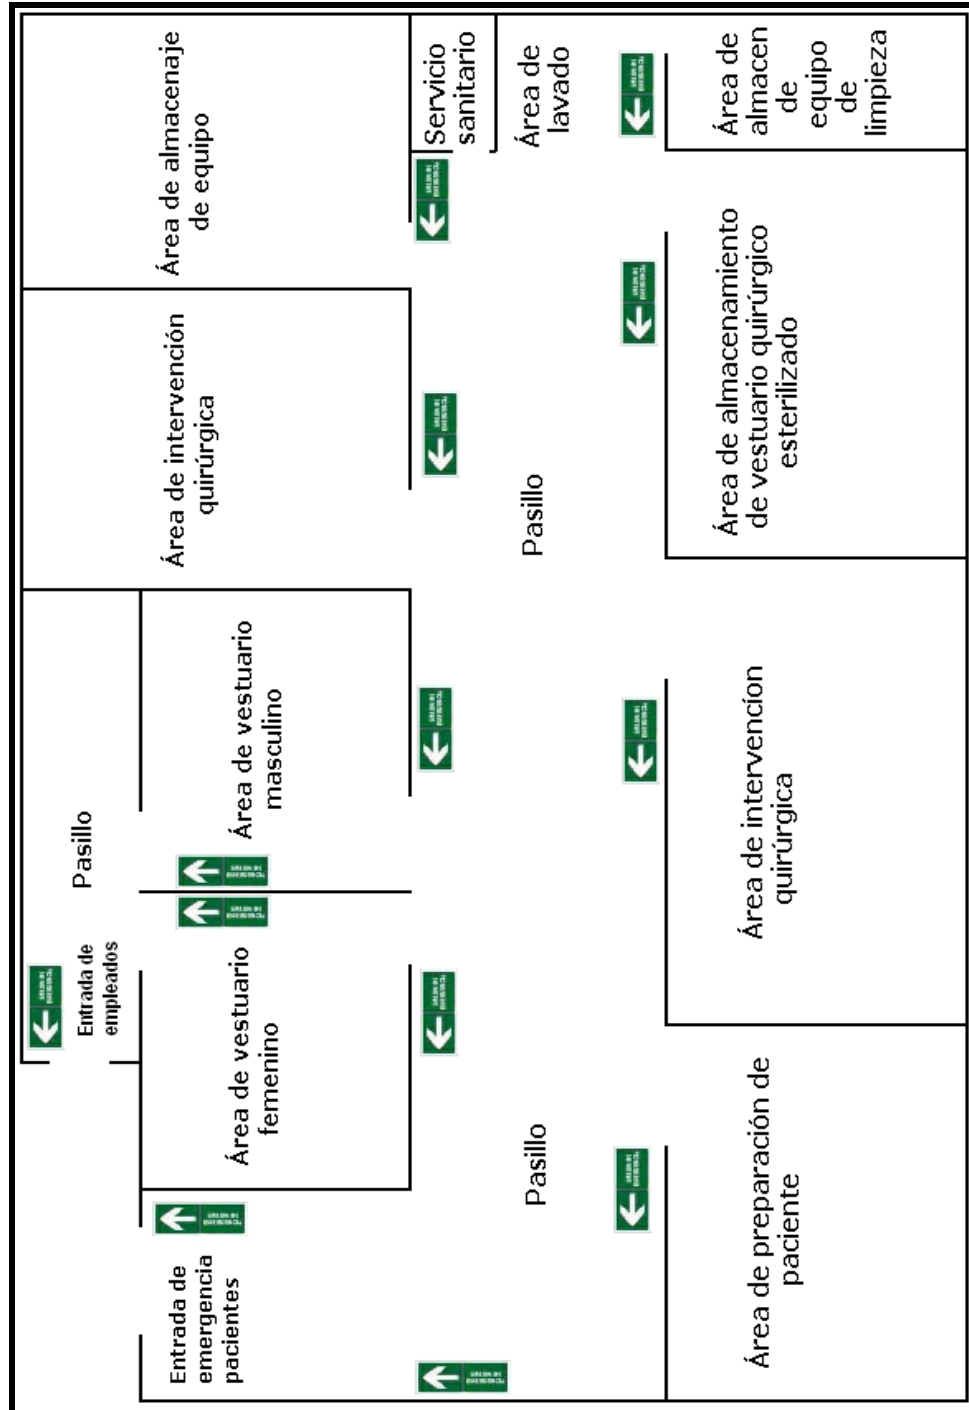 Entrada de
empleados
Pasillo
Entrada de
emergencia
pacientes
Área de vestuario
femenino
Área de vestuario
masculino
Área de intervención
quirúrgica
Área de almacenaje
de equipo
Servicio
sanitario
Área de
lavado
Pasillo
Pasillo
Área de preparación de
paciente
Área de intervencion
quirúrgica
Área de almacenamiento
de vestuario quirúrgico
esterilizado
Área de
almacen
de
equipo
de
limpieza